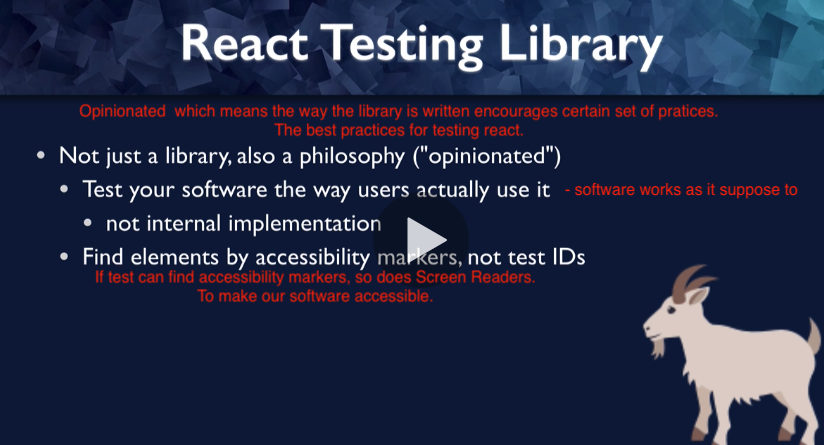 React Testing Library
Opinionated which means the way the library is written encourages certain set of pratices.
The best practices for testing react.
• Not just a library, also a philosophy ("opinionated")
• Test your software the way users actually use it - software works as it suppose to
• not internal implementation
• Find elements by accessibility markers, not test IDs
If test can find accessibility markers, so does Screen Readers.
To make our software accessible.